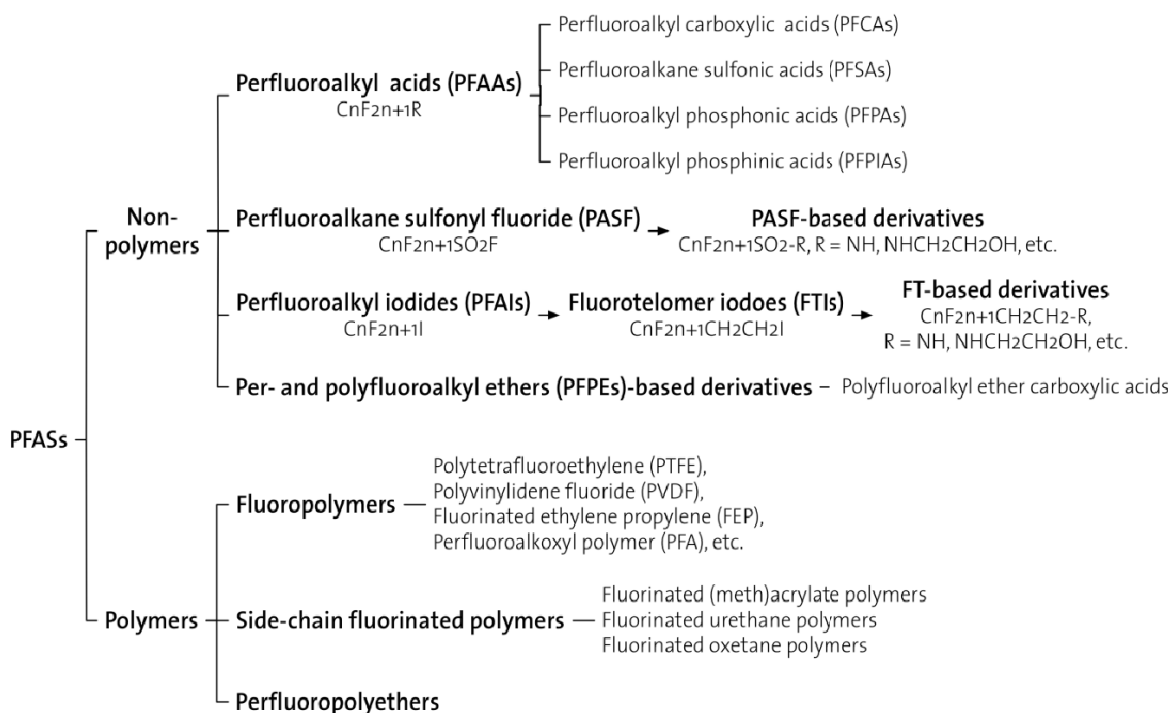 Perfluoroalkyl carboxylic acids (PFCAs)
Perfluoroalkyl acids (PFAAs)
CnF2n+1R
Perfluoroalkane sulfonic acids (PFSAs)
Perfluoroalkyl phosphonic acids (PFPAs)
Perfluoroalkyl phosphinic acids (PFPIAs)
Non-
polymers
Perfluoroalkane sulfonyl fluoride (PASF)
CnF2n+1SO2F
PASF-based derivatives
CnF2n+1SO2-R, R = NH, NHCH2CH2OH, etc.
Perfluoroalkyl iodides (PFAIs)
CnF2n+1I
Fluorotelomer iodoes (FTIs)
CnF2n+1CH2CH2I
FT-based derivatives
CnF2n+1CH2CH2-R,
R = NH, NHCH2CH2OH, etc.
Per- and polyfluoroalkyl ethers (PFPEs)-based derivatives – Polyfluoroalkyl ether carboxylic acids
PFASs
Fluoropolymers
Polytetrafluoroethylene (PTFE),
Polyvinylidene fluoride (PVDF),
Fluorinated ethylene propylene (FEP),
Perfluoroalkoxyl polymer (PFA), etc.
Polymers
Side-chain fluorinated polymers
Fluorinated (meth)acrylate polymers
Fluorinated urethane polymers
Fluorinated oxetane polymers
Perfluoropolyethers